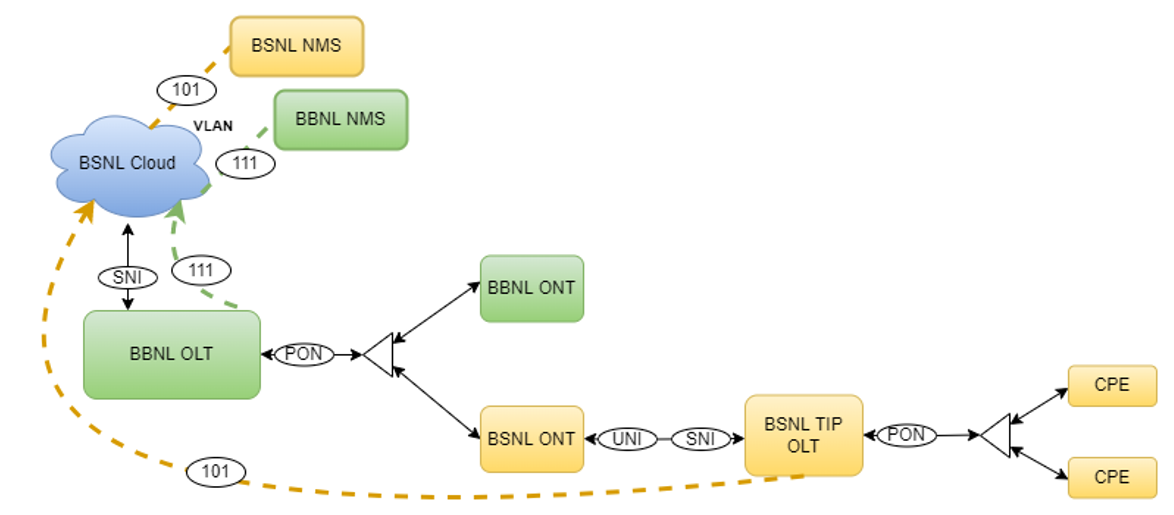 BSNL NMS
101
BBNL NMS
VLAN
BSNL Cloud
111
SNI
111
BBNL ONT
BBNL OLT
PON
CPE
BSNL TIP
OLT
BSNL ONT
UNI
SNI
PON
101
CPE